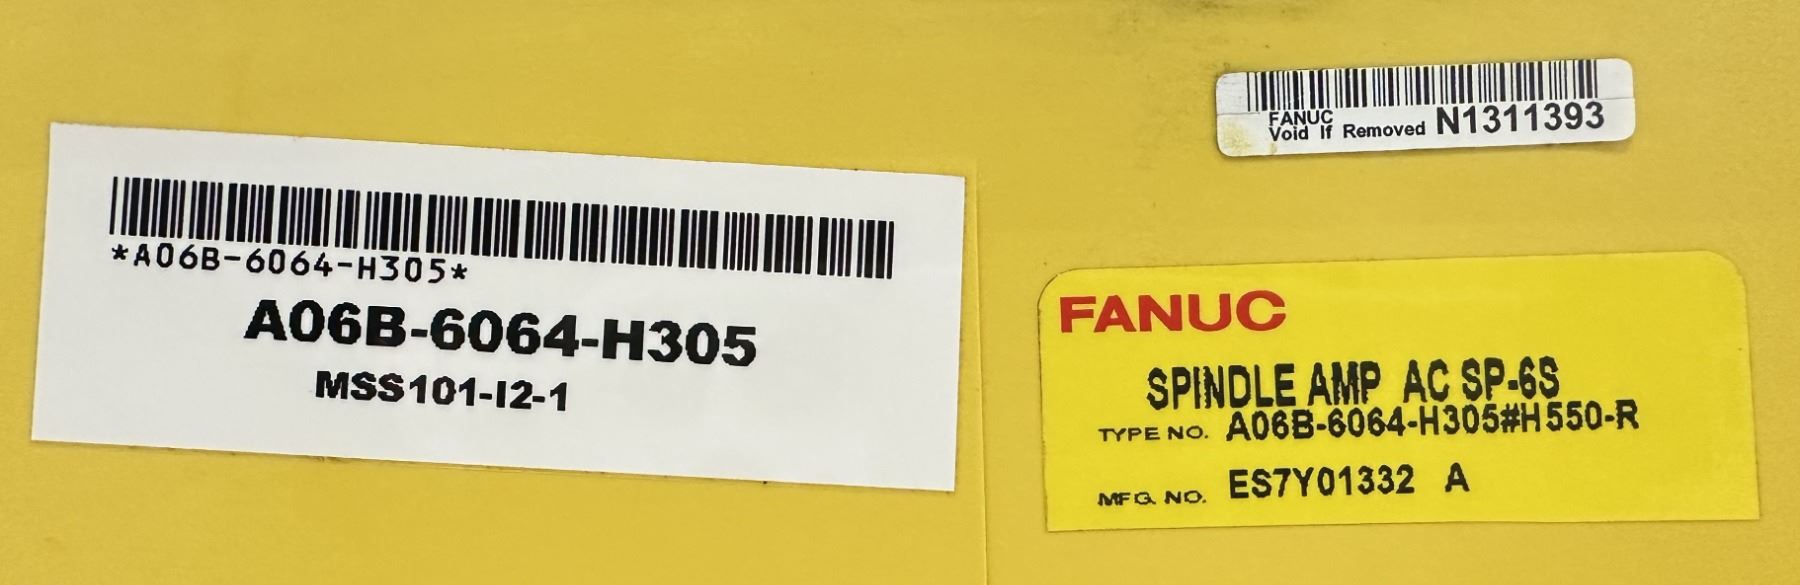 *A06B-6064-H305*
A06B-6064-H305
MSS101-I2-1
FANUC
Void If Removed N1311393
FANUC
SPINDLE AMP AC SP-6S
TYPE NO. A06B-6064-H305#H550-R
MFG. NO. ES7Y01332 A